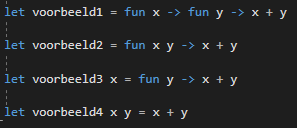 let voorbeeld1 = fun x -> fun y -> x + y
let voorbeeld2 = fun x y -> x + y
let voorbeeld3 x = fun y -> x + y
let voorbeeld4 x y = x + y